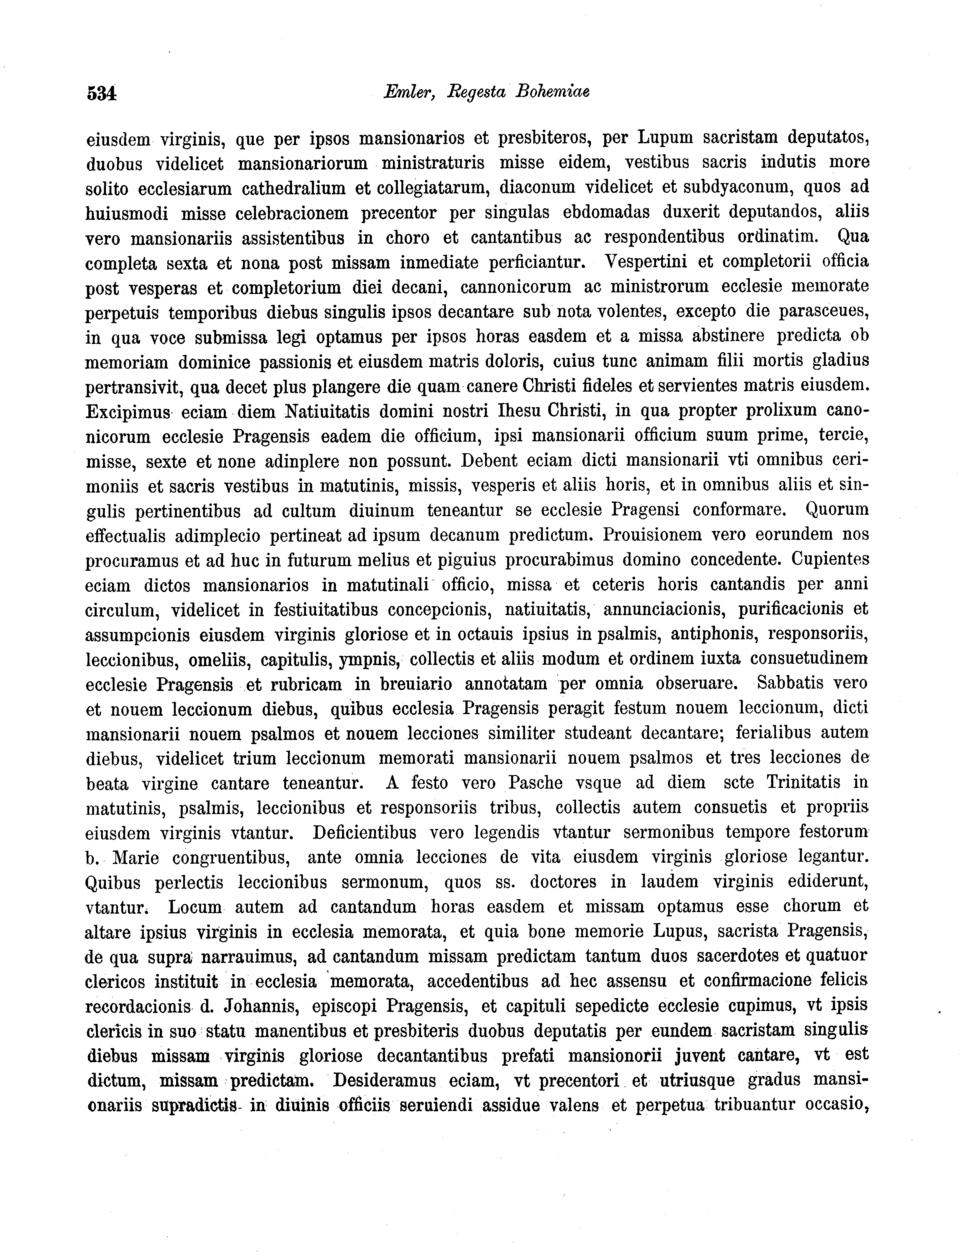 534
Emler, Regesta Bohemiae
eiusdem virginis, que per ipsos mansionarios et presbiteros, per Lupum sacristam deputatos,
duobus videlicet mansionariorum ministraturis misse eidem, vestibus sacris indutis more
solito ecclesiarum cathedralium et collegiatarum, diaconum videlicet et subdyaconum, quos ad
huiusmodi misse celebracionem precentor per singulas ebdomadas duxerit deputandos, aliis
vero mansionariis assistentibus in choro et cantantibus ac respondentibus ordinatim. Qua
completa sexta et nona post missam inmediate perficiantur. Vespertini et completorii officia
post vesperas et completorium diei decani, cannonicorum ac ministrorum ecclesie memorate
perpetuis temporibus diebus singulis ipsos decantare sub nota volentes, excepto die parasceues,
in qua voce submissa legi optamus per ipsos horas easdem et a missa abstinere predicta ob
memoriam dominice passionis et eiusdem matris doloris, cuius tunc animam filii mortis gladius
pertransivit, qua decet plus plangere die quam canere Christi fideles et servientes matris eiusdem.
Excipimus eciam diem Natiuitatis domini nostri Ihesu Christi, in qua propter prolixum cano-
nicorum ecclesie Pragensis eadem die officium, ipsi mansionarii officium suum prime, tercie,
misse, sexte et none adinplere non possunt. Debent eciam dicti mansionarii vti omnibus ceri-
moniis et sacris vestibus in matutinis, missis, vesperis et aliis horis, et in omnibus aliis et sin-
gulis pertinentibus ad cultum diuinum teneantur se ecclesie Pragensi conformare. Quorum
effectualis adimplecio pertineat ad ipsum decanum predictum. Prouisionem vero eorundem nos
procuramus et ad huc in futurum melius et piguius procurabimus domino concedente. Cupientes
eciam dictos mansionarios in matutinali officio, missa et ceteris horis cantandis per anni
circulum, videlicet in festiuitatibus concepcionis, natiuitatis, annunciacionis, purificacionis et
assumpcionis eiusdem virginis gloriose et in octauis ipsius in psalmis, antiphonis, responsoriis,
leccionibus, omeliis, capitulis, ympnis, collectis et aliis modum et ordinem iuxta consuetudinem
ecclesie Pragensis et rubricam in breuiario annotatam per omnia obseruare. Sabbatis vero
et nouem leccionum diebus, quibus ecclesia Pragensis peragit festum nouem leccionum, dicti
mansionarii nouem psalmos et nouem lecciones similiter studeant decantare; ferialibus autem
diebus, videlicet trium leccionum memorati mansionarii nouem psalmos et tres lecciones de
beata virgine cantare teneantur. A festo vero Pasche vsque ad diem scte Trinitatis in
matutinis, psalmis, leccionibus et responsoriis tribus, collectis autem consuetis et propriis
eiusdem virginis vtantur. Deficientibus vero legendis vtantur sermonibus tempore festorum
b. Marie congruentibus, ante omnia lecciones de vita eiusdem virginis gloriose legantur.
Quibus perlectis leccionibus sermonum, quos ss. doctores in laudem virginis ediderunt,
vtantur. Locum autem ad cantandum horas easdem et missam optamus esse chorum et
altare ipsius virginis in ecclesia memorata, et quia bone memorie Lupus, sacrista Pragensis,
de qua supra narrauimus, ad cantandum missam predictam tantum duos sacerdotes et quatuor
clericos instituit in ecclesia memorata, accedentibus ad hec assensu et confirmacione felicis
recordacionis d. Johannis, episcopi Pragensis, et capituli sepedicte ecclesie cupimus, vt ipsis
clericis in suo statu manentibus et presbiteris duobus deputatis per eundem sacristam singulis
diebus missam virginis gloriose decantantibus prefati mansionorii juvent cantare, vt est
dictum, missam predictam. Desideramus eciam, vt precentori et utriusque gradus mansi-
onariis supradictis in diuinis officiis seruiendi assidue valens et perpetua tribuantur occasio,